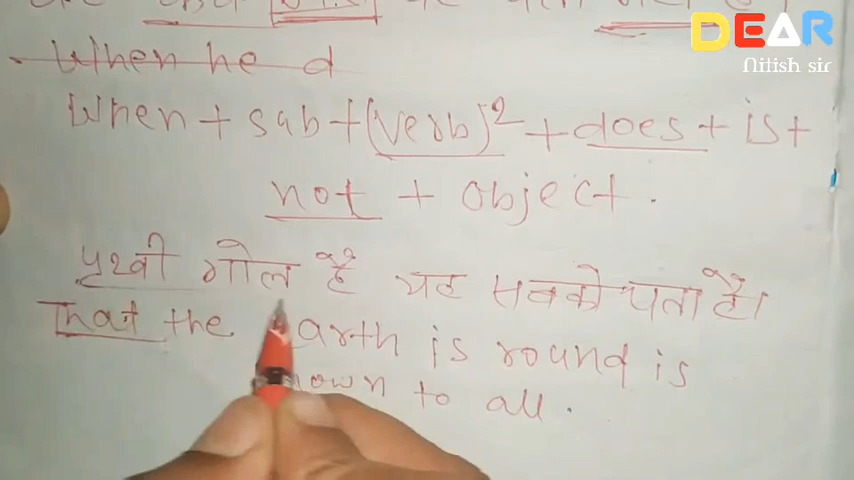 DEAR
Nitish sir
When he d
When + sub + (verb)² + does + is +
not + object.
पृथ्वी गोल है यह सबको पता है।
That the earth is round is
known to all.